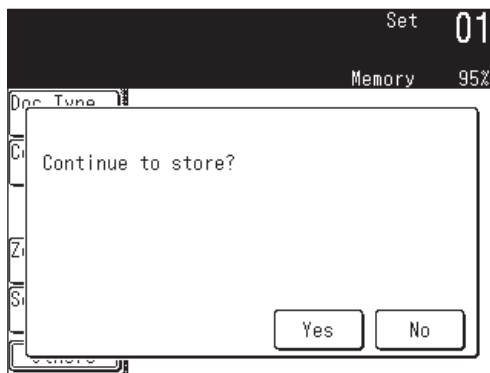 Set 01
Memory 95%
Doc Type
Continue to store?
Yes No